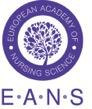 EUROPEAN ACADEMY OF
NURSING SCIENCE
E·A·N·S